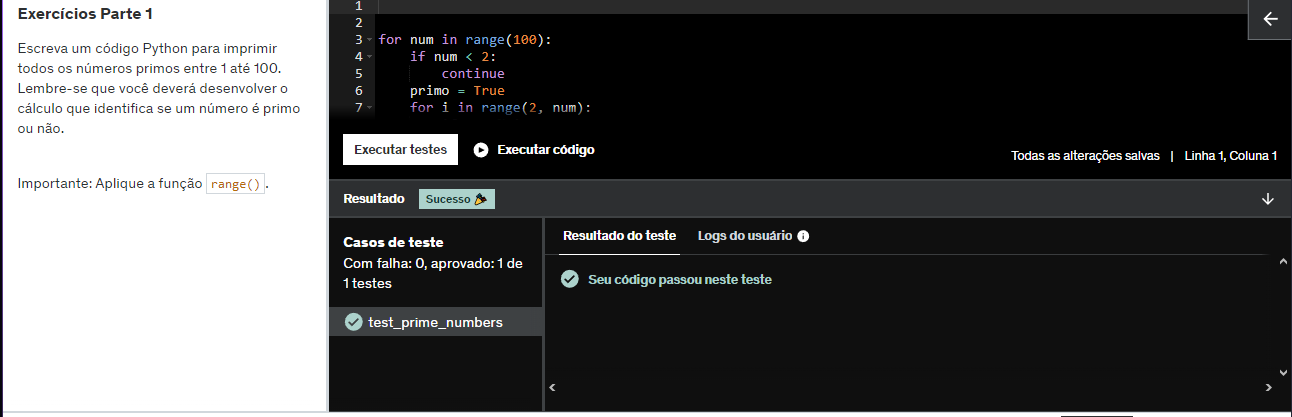 Exercícios Parte 1
Escreva um código Python para imprimir
todos os números primos entre 1 até 100.
Lembre-se que você deverá desenvolver o
cálculo que identifica se um número é primo
ou não.
Importante: Aplique a função range().
1
2
3 for num in range(100):
4 if num < 2:
5 continue
6 primo = True
7 for i in range(2, num):
Executar testes
Executar código
Todas as alterações salvas | Linha 1, Coluna 1
Resultado
Sucesso
Casos de teste
Com falha: 0, aprovado: 1 de
1 testes
test_prime_numbers
Resultado do teste
Logs do usuário
Seu código passou neste teste